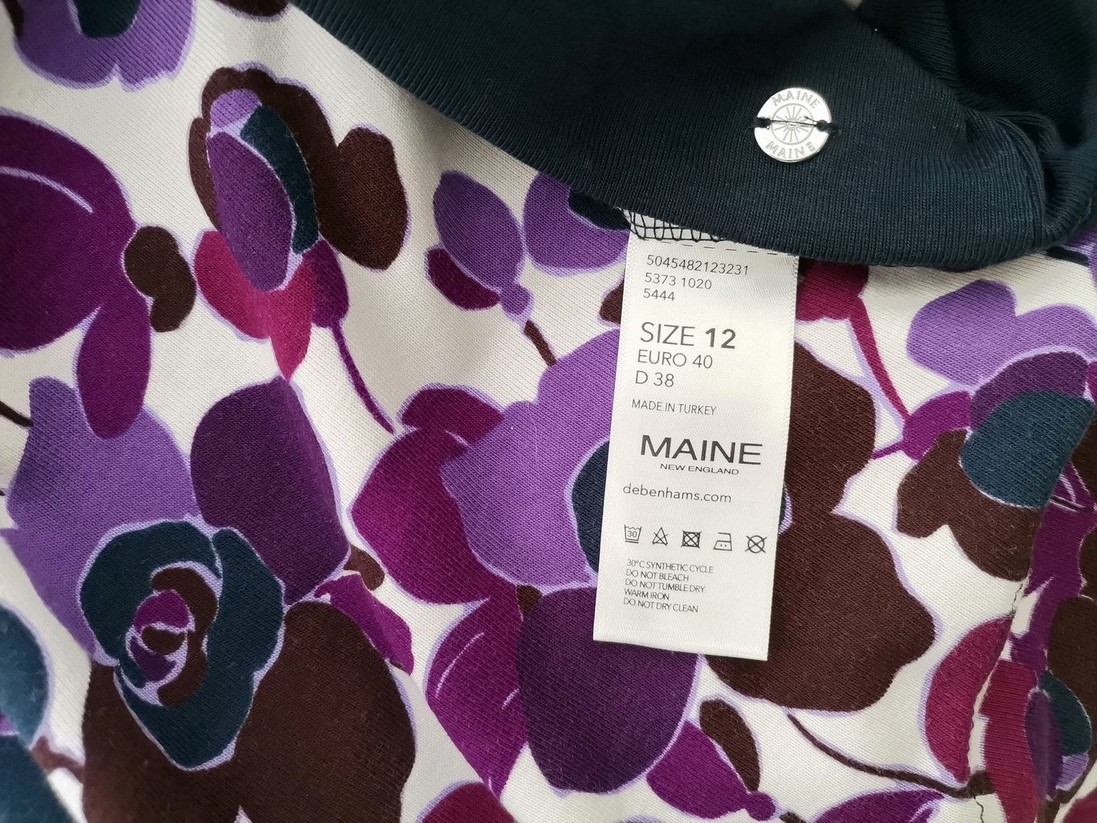 MAINE
MAINE
5045482123231
5373 1020
5444
SIZE 12
EURO 40
D 38
MADE IN TURKEY
MAINE
NEW ENGLAND
debenhams.com
30
30°C SYNTHETIC CYCLE
DO NOT BLEACH
DO NOT TUMBLE DRY
WARM IRON
DO NOT DRY CLEAN